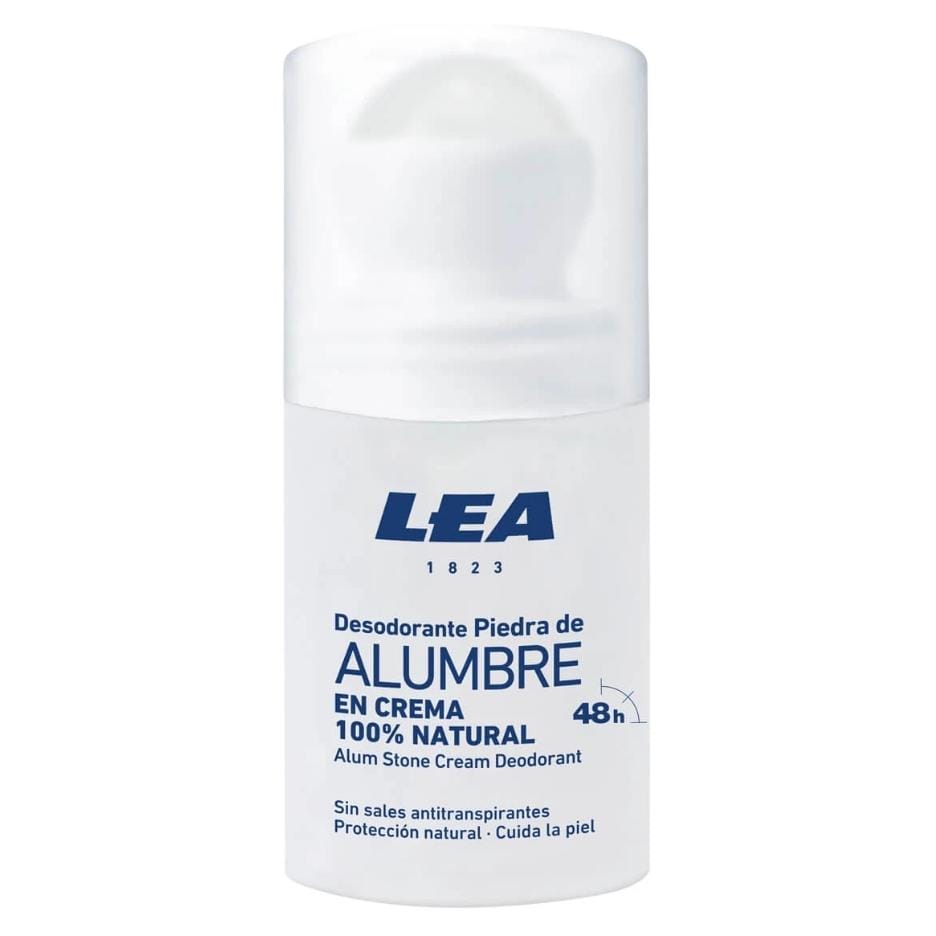 LEA
1823
Desodorante Piedra de
ALUMBRE
EN CREMA
100% NATURAL
48h
Alum Stone Cream Deodorant
Sin sales antitranspirantes
Protección natural · Cuida la piel